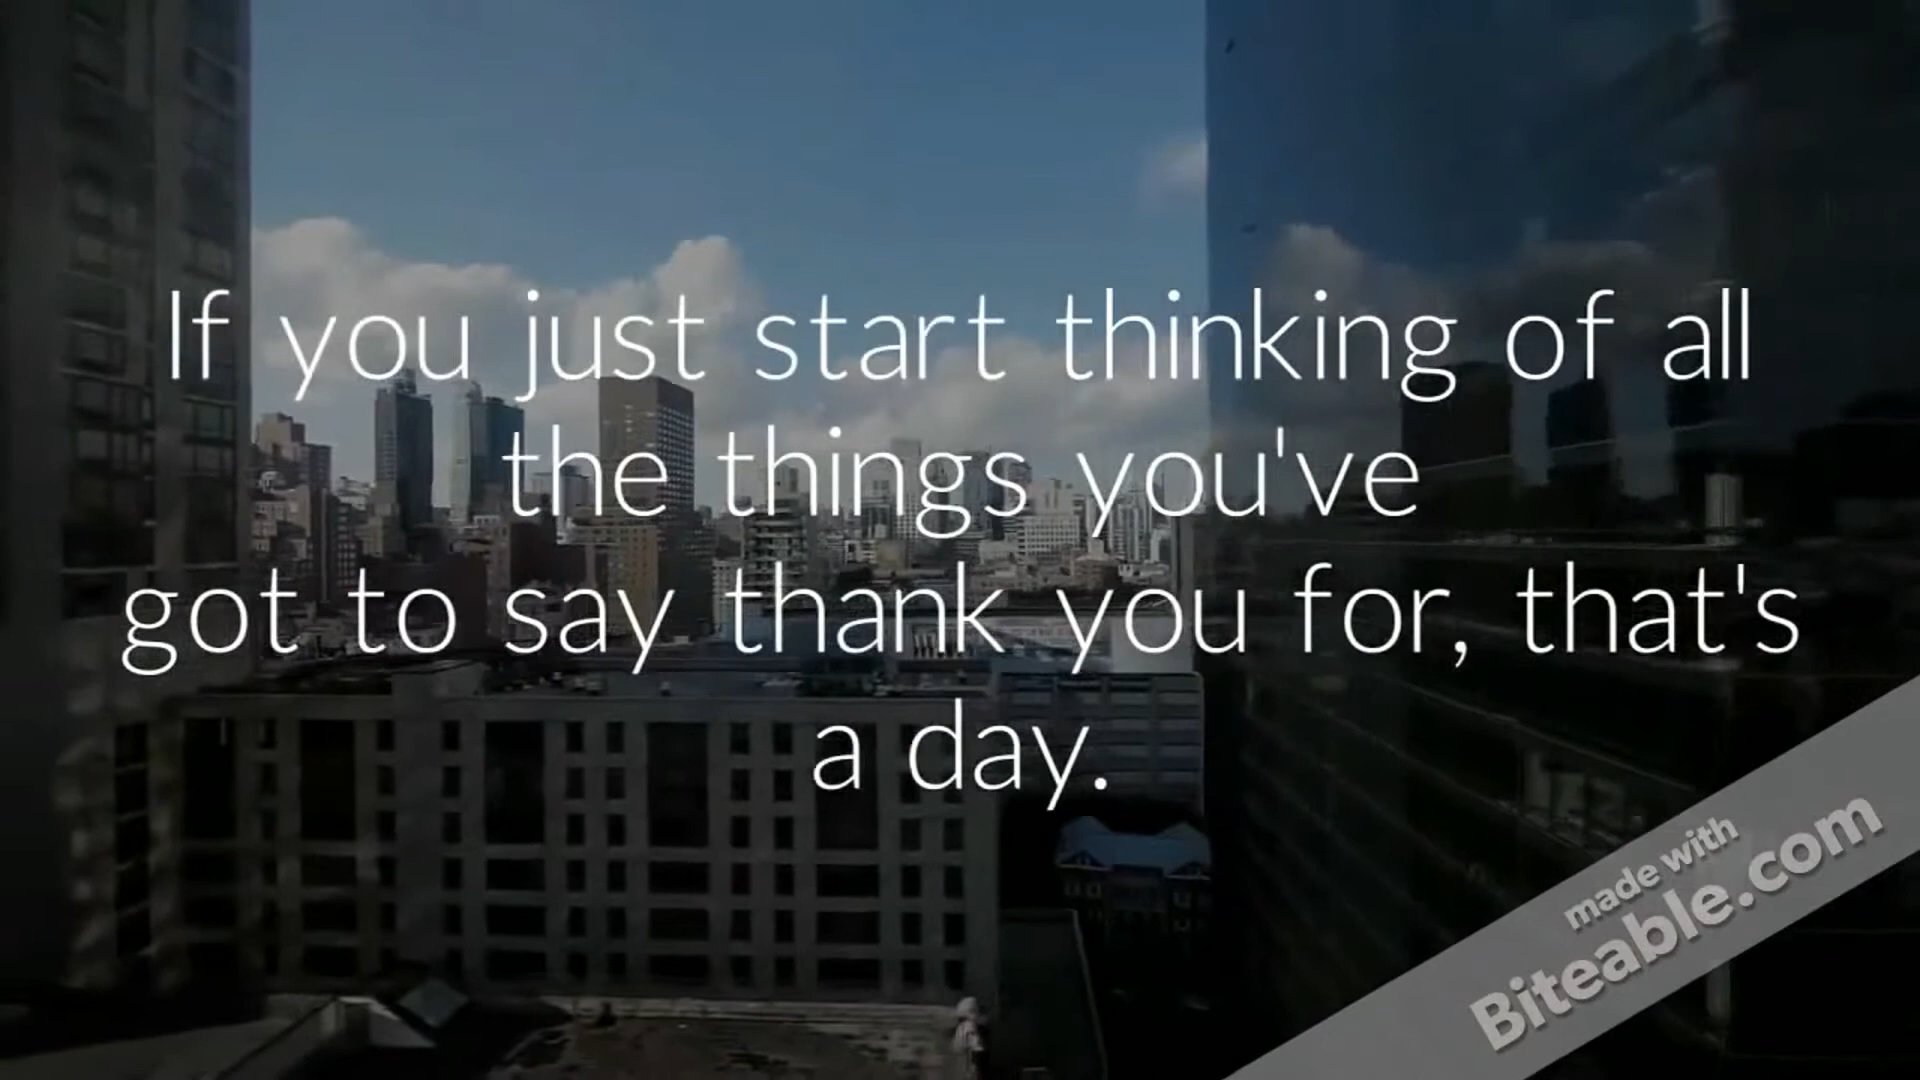 If you just start thinking of all
the things you've
got to say thank you for, that's
a day.
made with
Biteable.com